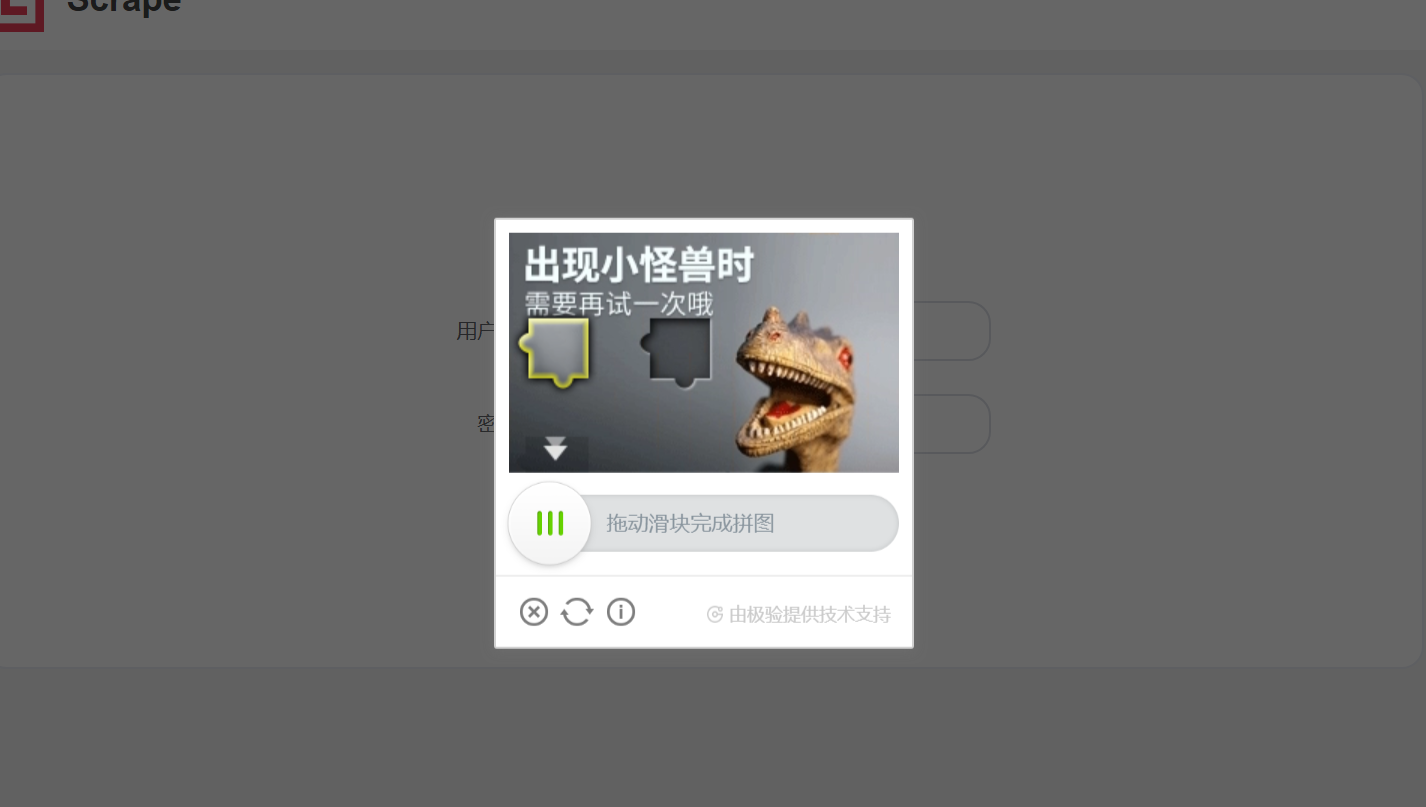 Scrape
出现小怪兽时
需要再试一次哦
用户
密
拖动滑块完成拼图
由极验提供技术支持